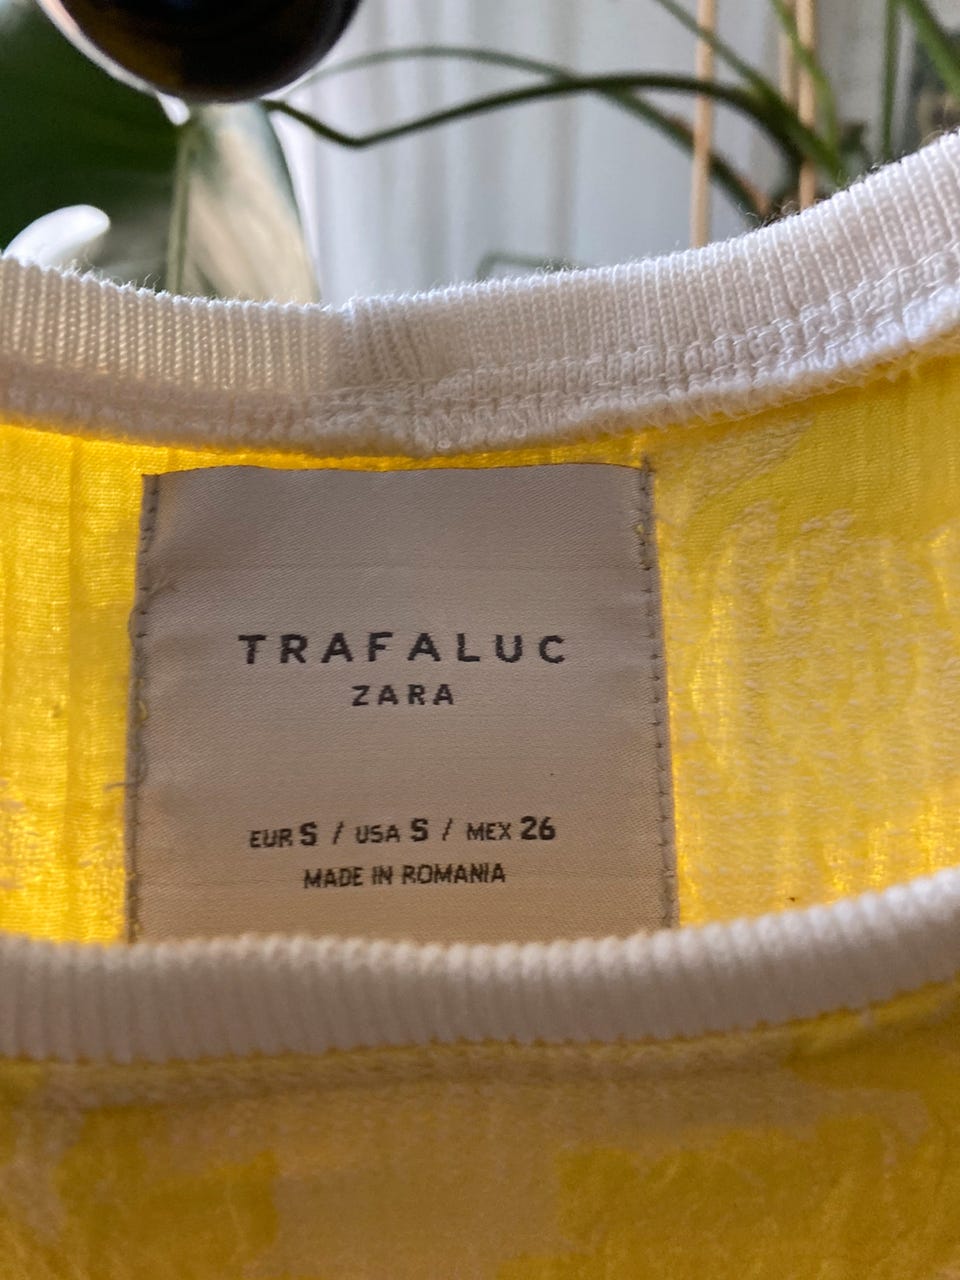 TRAFALUC
ZARA
EUR S / USA S / MEX 26
MADE IN ROMANIA